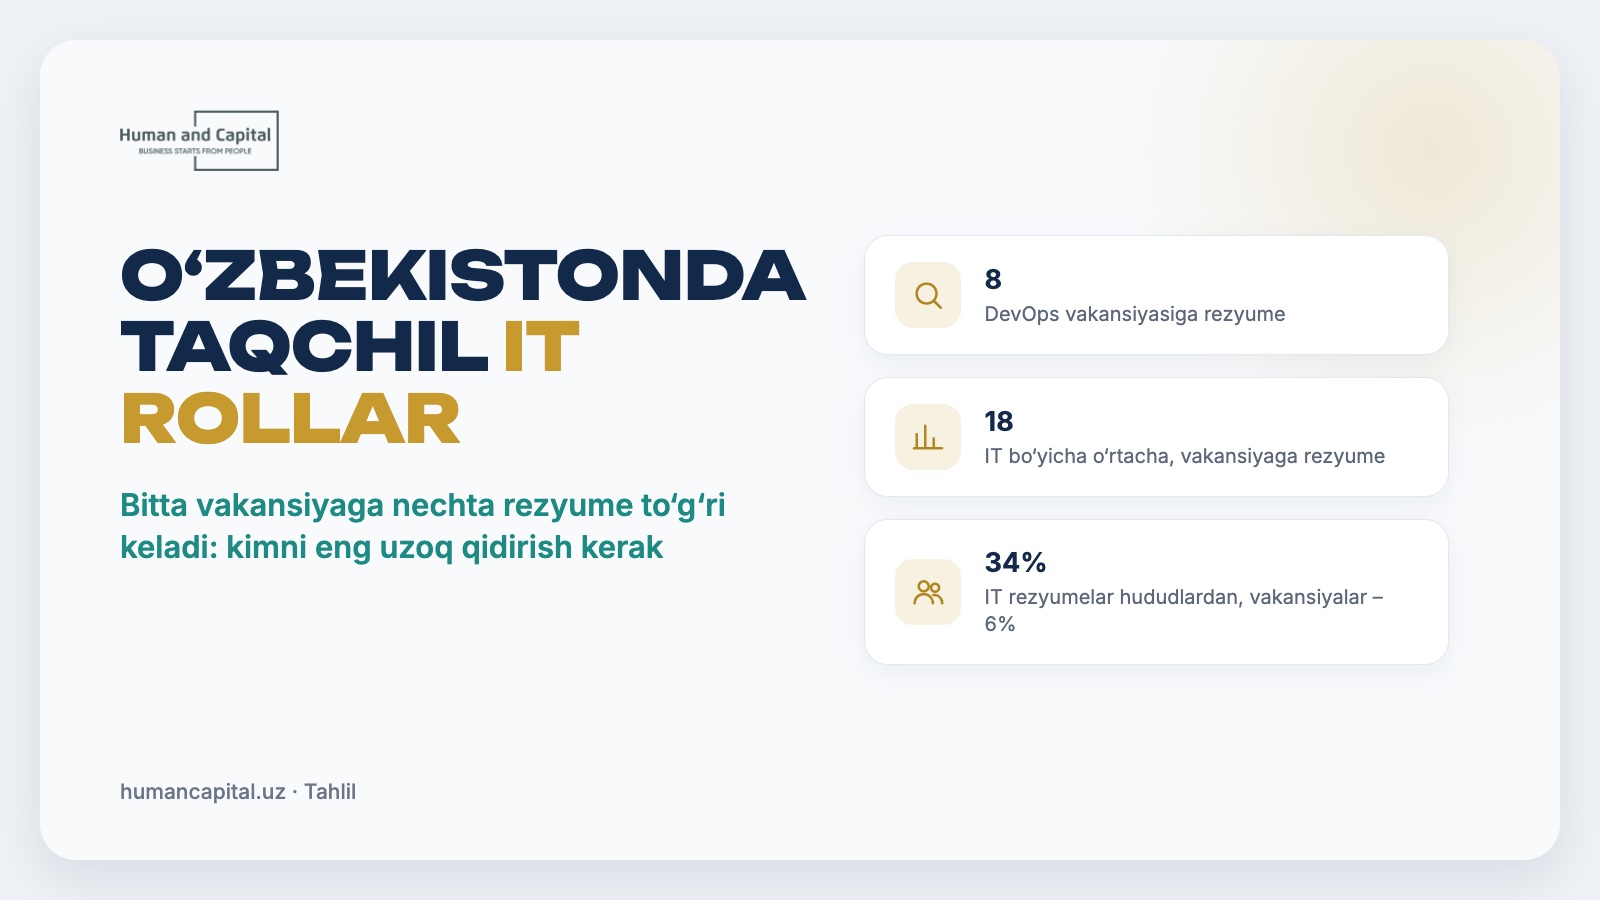 Human and Capital
BUSINESS STARTS FROM PEOPLE
O‘ZBEKISTONDA
TAQCHIL IT
ROLLAR
Bitta vakansiyaga nechta rezyume to‘g‘ri
keladi: kimni eng uzoq qidirish kerak
8
DevOps vakansiyasiga rezyume
18
IT bo‘yicha o‘rtacha, vakansiyaga rezyume
34%
IT rezyumelar hududlardan, vakansiyalar –
6%
humancapital.uz · Tahlil